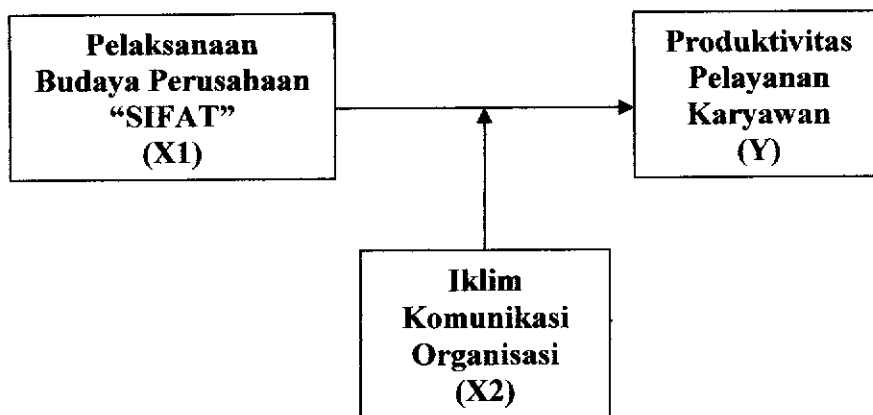 Pelaksanaan
Budaya Perusahaan
“SIFAT”
(X1)
Produktivitas
Pelayanan
Karyawan
(Y)
Iklim
Komunikasi
Organisasi
(X2)